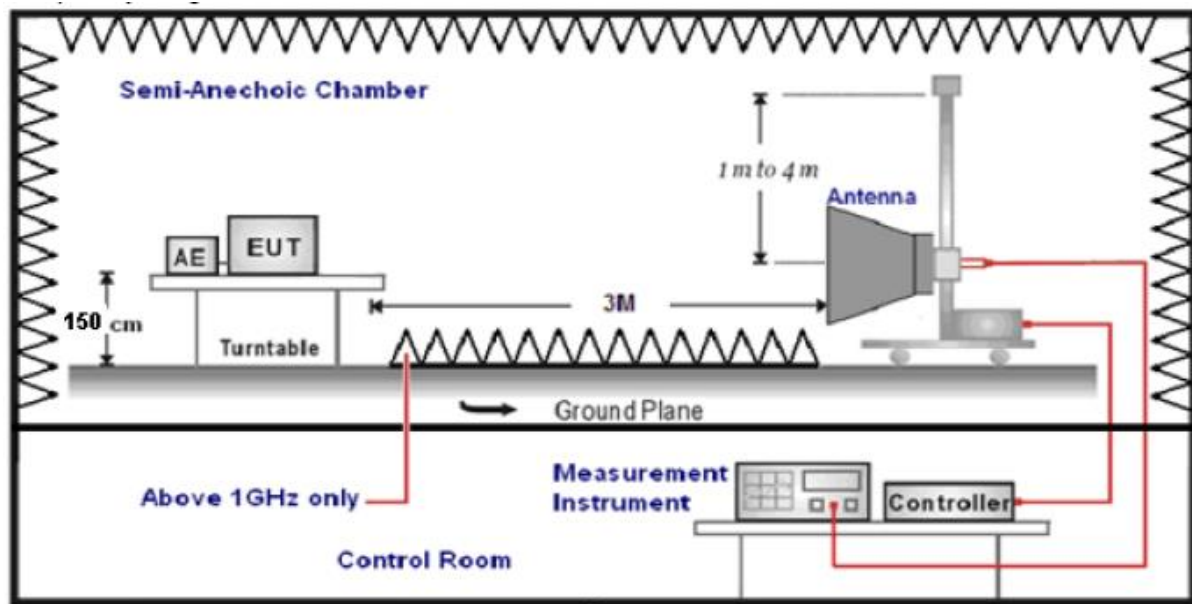 Semi-Anechoic Chamber
1 m to 4 m
Antenna
AE
EUT
3M
150 cm
Turntable
Ground Plane
Above 1GHz only
Measurement
Instrument
Controller
Control Room